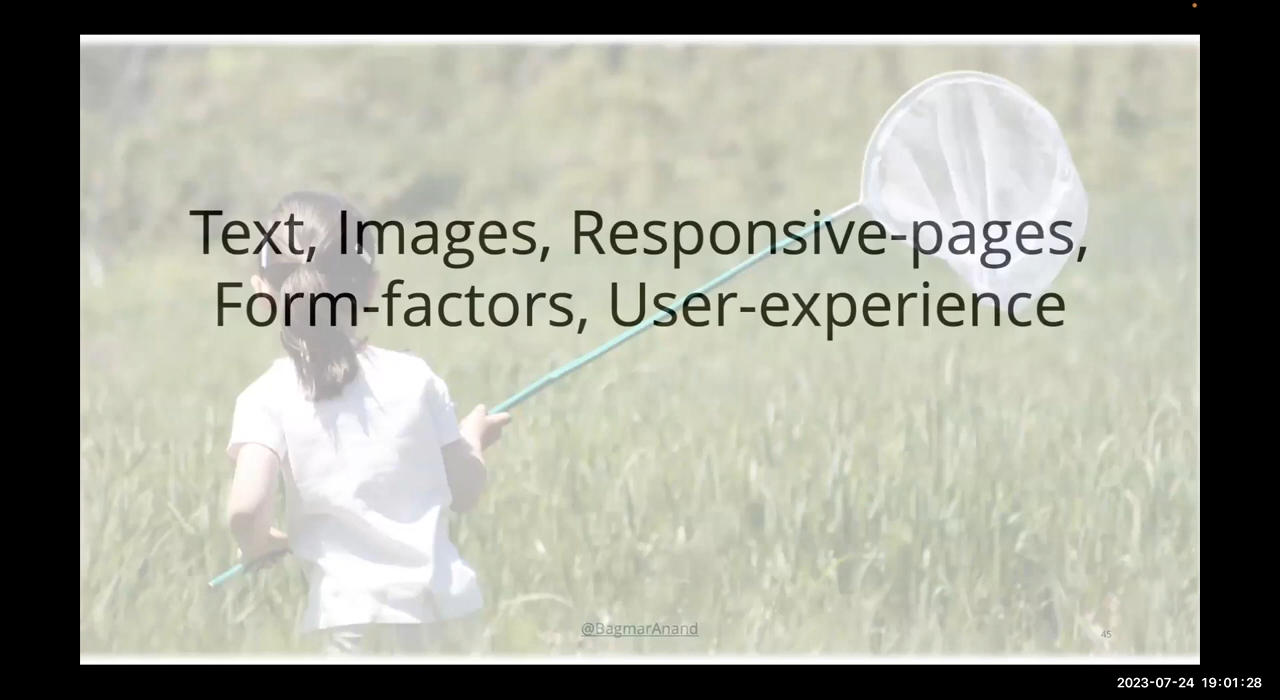 Text, Images, Responsive-pages,
Form-factors, User-experience
@BagmarAnand
45
2023-07-24 19:01:28